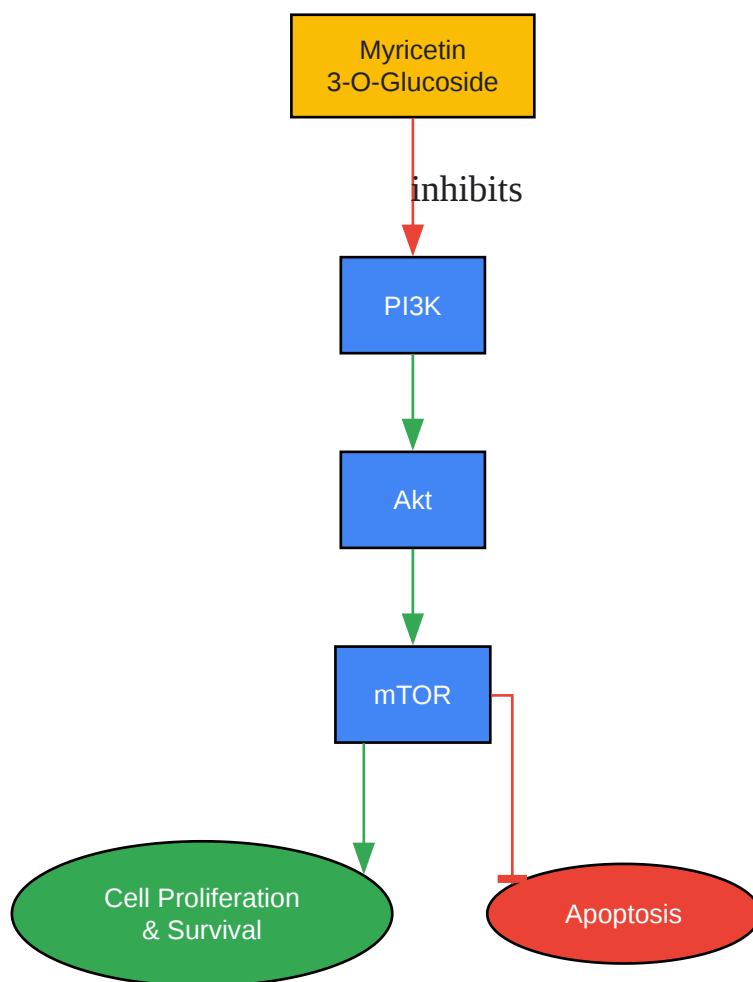 Myricetin
3-O-Glucoside
inhibits
PI3K
Akt
mTOR
Cell Proliferation
& Survival
Apoptosis